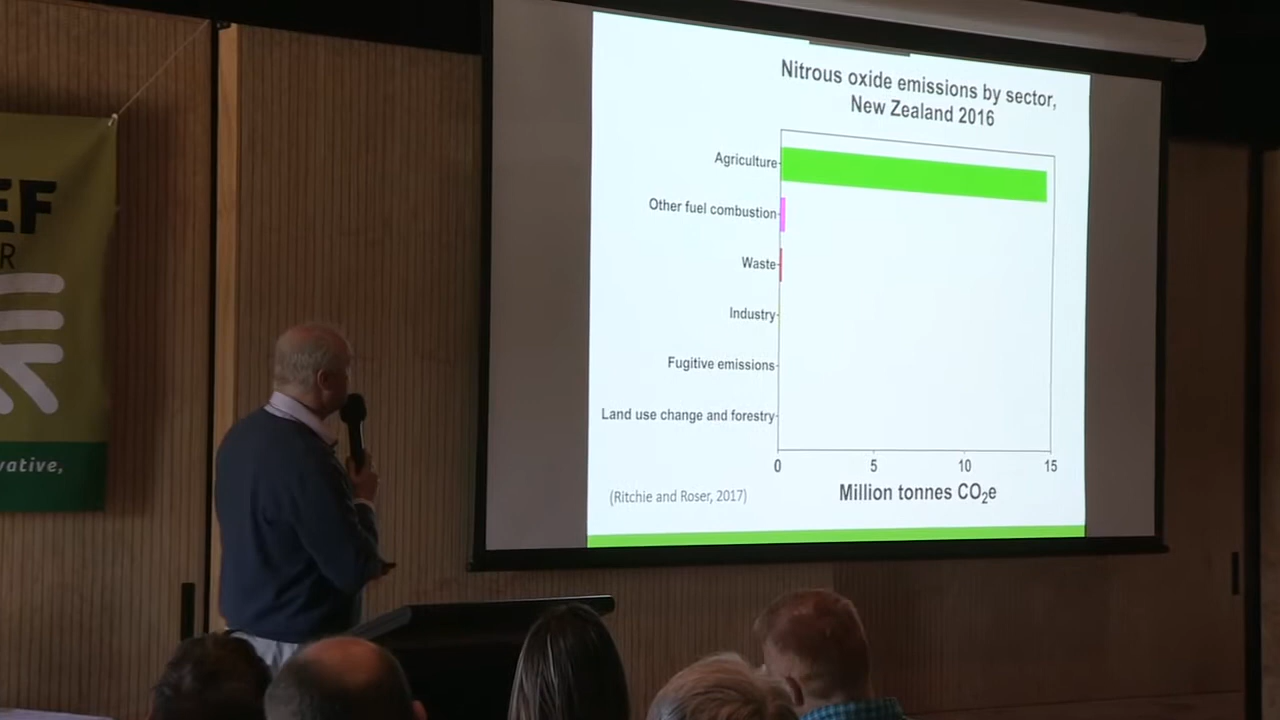 Nitrous oxide emissions by sector,
New Zealand 2016
Agriculture
Other fuel combustion
Waste
Industry
Fugitive emissions
Land use change and forestry
0 5 10 15
Million tonnes CO₂e
(Ritchie and Roser, 2017)
EF
R
vative,